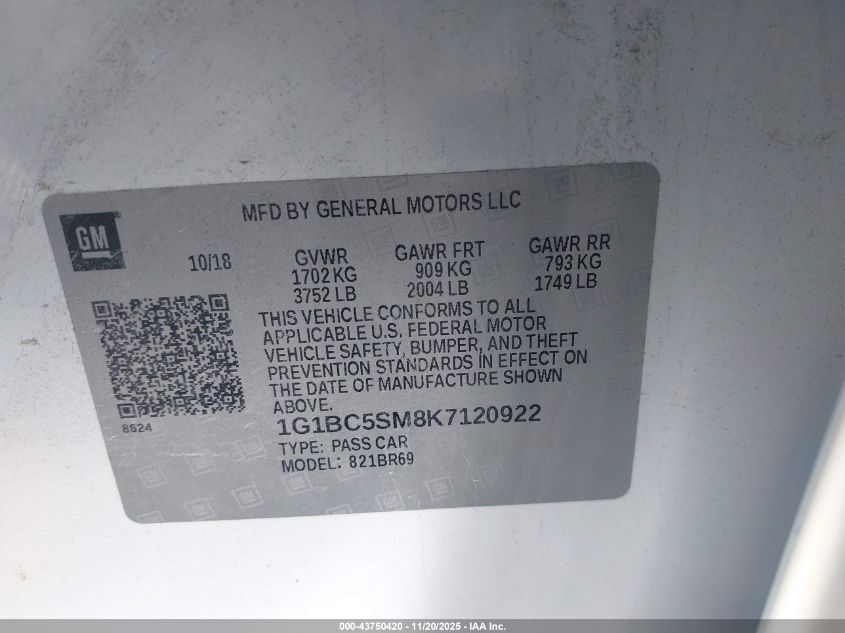 MFD BY GENERAL MOTORS LLC
GM
10/18
GVWR
1702 KG
3752 LB
GAWR FRT
909 KG
2004 LB
GAWR RR
793 KG
1749 LB
THIS VEHICLE CONFORMS TO ALL
APPLICABLE U.S. FEDERAL MOTOR
VEHICLE SAFETY, BUMPER, AND THEFT
PREVENTION STANDARDS IN EFFECT ON
THE DATE OF MANUFACTURE SHOWN
ABOVE.
8624
1G1BC5SM8K7120922
TYPE: PASS CAR
MODEL: 821BR69
000-43750420 - 11/20/2025 - IAA Inc.